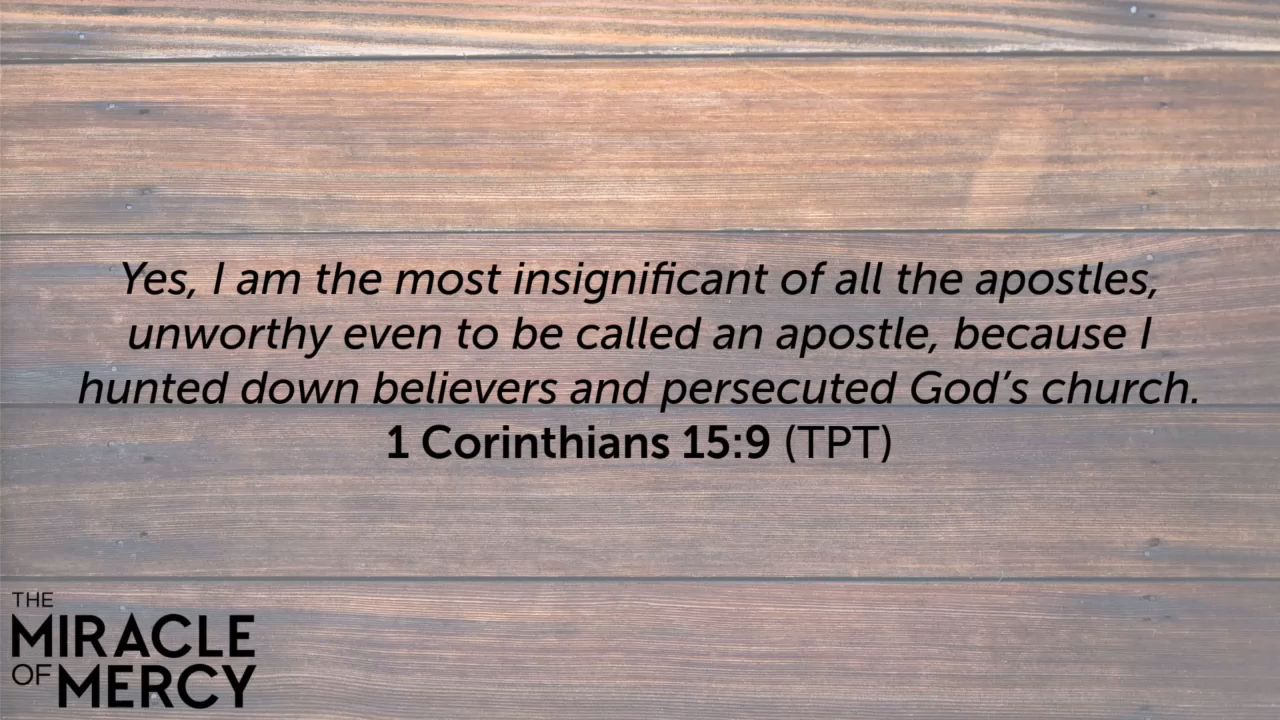 Yes, I am the most insignificant of all the apostles,
unworthy even to be called an apostle, because I
hunted down believers and persecuted God’s church.
1 Corinthians 15:9 (TPT)
THE
MIRACLE
OF MERCY